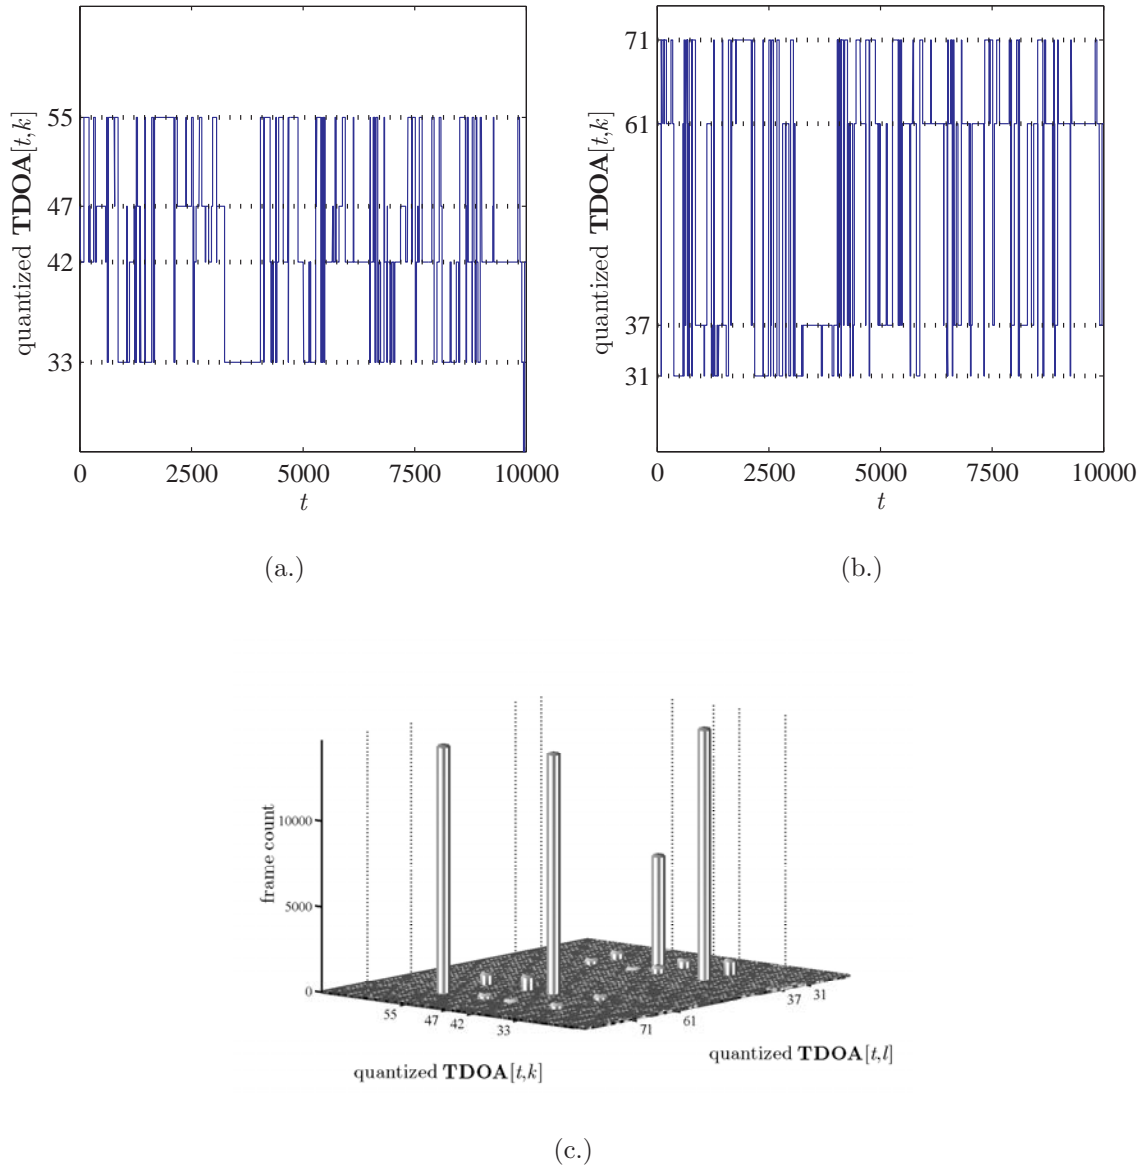 quantized TDOA[t,k]
55
47
42
33
0
2500
5000
7500
10000
t
(a.)
quantized TDOA[t,k]
71
61
37
31
0
2500
5000
7500
10000
t
(b.)
frame count
10000
5000
0
55
47
42
33
71
61
37
31
quantized TDOA[t,k]
quantized TDOA[t,l]
(c.)